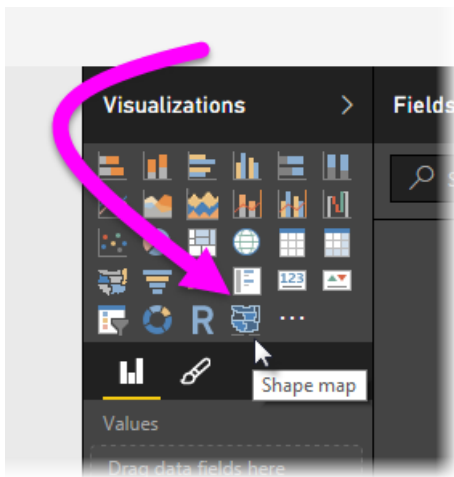 Visualizations > Fields
123
R ...
Shape map
Values
Drag data fields here